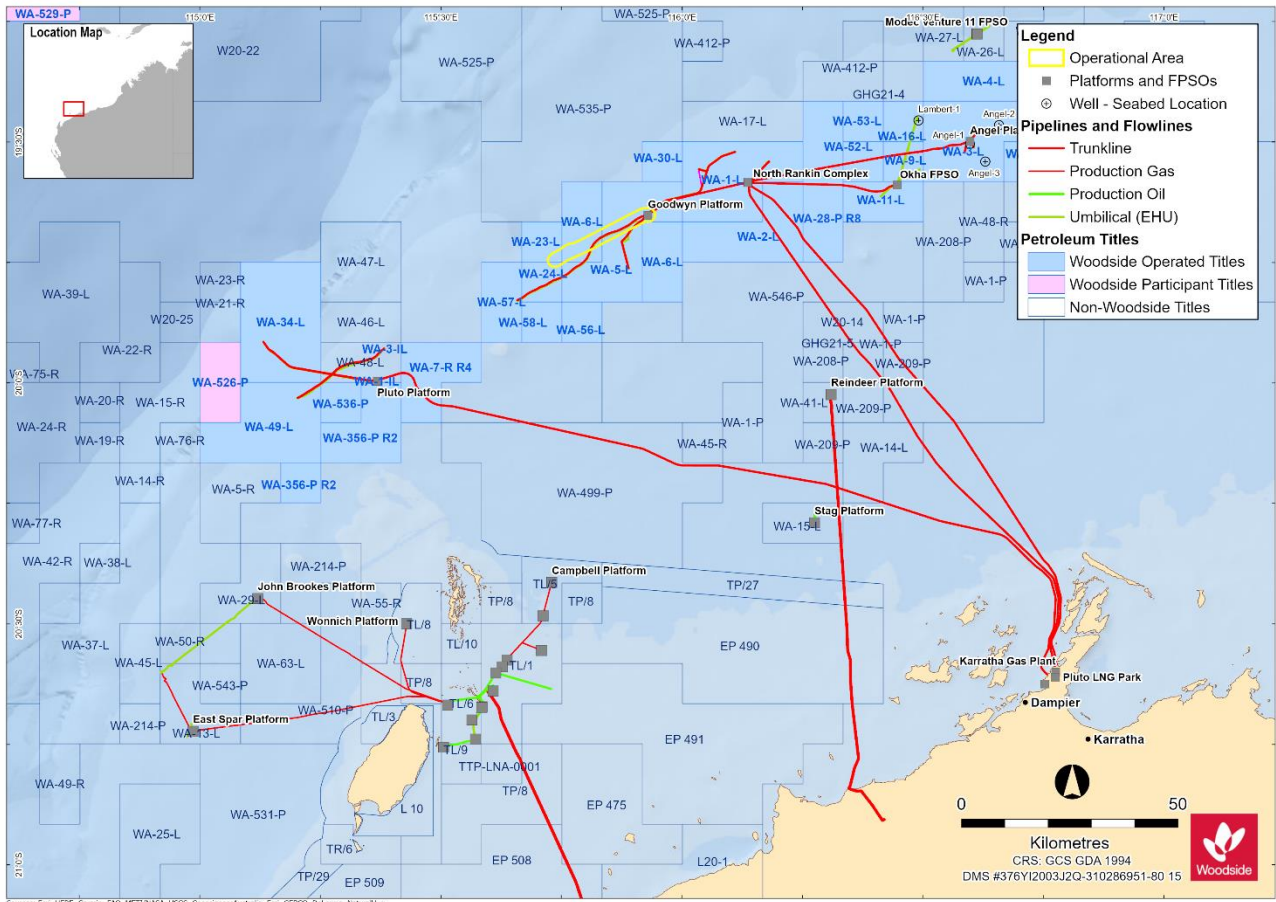 WA-529-P
115°0'E
115°30'E
WA-525-P
116°0'E
116°30'E
117°0'E
Location Map
W20-22
WA-525-P
WA-412-P
Modec Venture 11 FPSO
WA-27-L
WA-26-L
WA-412-P
WA-4-L
GHG21-4
WA-535-P
WA-17-L
WA-53-L
Lambert-1
Angel-2
WA-16-L
Angel-1
Angel Pla
19°30'S
WA-52-L
WA-3-L
WA-30-L
WA-9-L
Angel-3
WA-1-L
North Rankin Complex
Okha FPSO
WA-11-L
Goodwyn Platform
WA-6-L
WA-28-P R8
WA-48-R
WA-23-L
WA-2-L
WA-208-P
WA-47-L
WA-24-L
WA-5-L
WA-6-L
WA-23-R
WA-1-P
WA-39-L
WA-21-R
WA-57-L
WA-546-P
W20-25
WA-34-L
WA-46-L
WA-58-L
WA-56-L
W20-14
WA-1-P
WA-22-R
WA-3-IL
GHG21-5
WA-1-P
WA-48-L
WA-208-P
WA-209-P
WA-75-R
WA-7-R R4
20°0'S
WA-526-P
Pluto Platform
Reindeer Platform
WA-20-R
WA-15-R
WA-536-P
WA-41-L
WA-209-P
WA-24-R
WA-19-R
WA-76-R
WA-49-L
WA-356-P R2
WA-1-P
WA-45-R
WA-209-P
WA-14-L
WA-14-R
WA-5-R
WA-356-P R2
WA-499-P
Stag Platform
WA-77-R
WA-15-L
WA-42-R
WA-38-L
WA-214-P
Campbell Platform
John Brookes Platform
TL/5
TP/27
WA-29-L
WA-55-R
TP/8
TP/8
20°30'S
Wonnich Platform
TL/8
WA-37-L
WA-50-R
TL/10
EP 490
WA-45-L
WA-63-L
TL/1
Karratha Gas Plant
WA-543-P
TP/8
Pluto LNG Park
WA-510-P
TL/6
Dampier
East Spar Platform
TL/3
WA-214-P
WA-13-L
EP 491
Karratha
TL/9
TTP-LNA-0001
WA-49-R
TP/8
L 10
EP 475
WA-531-P
WA-25-L
TR/6
21°0'S
EP 508
L20-1
TP/29
EP 509
Legend
Operational Area
Platforms and FPSOs
Well - Seabed Location
Pipelines and Flowlines
Trunkline
Production Gas
Production Oil
Umbilical (EHU)
Petroleum Titles
Woodside Operated Titles
Woodside Participant Titles
Non-Woodside Titles
0
50
Kilometres
CRS: GCS GDA 1994
DMS #376YI2003J2Q-310286951-80 15
Woodside